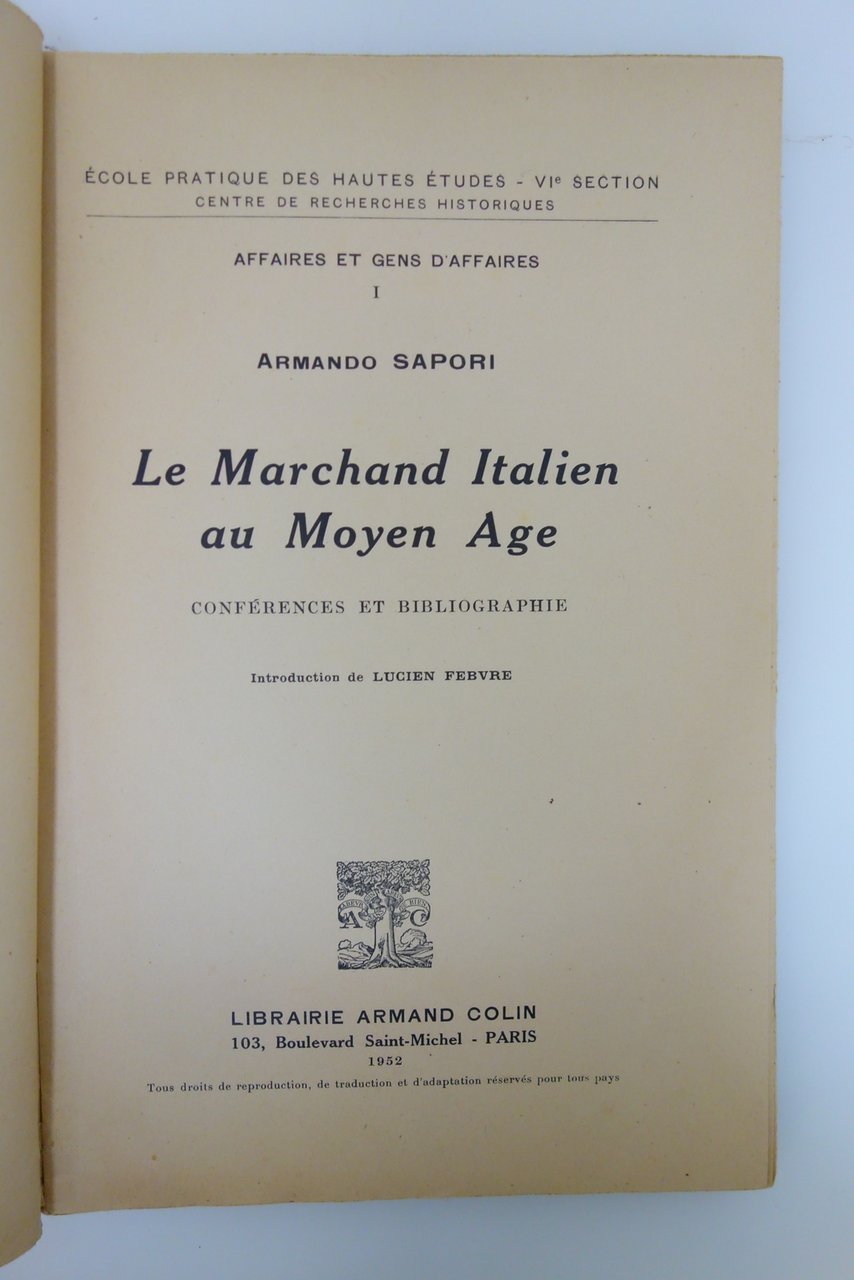 ÉCOLE PRATIQUE DES HAUTES ÉTUDES - VIe SECTION
CENTRE DE RECHERCHES HISTORIQUES
AFFAIRES ET GENS D'AFFAIRES
I
ARMANDO SAPORI
Le Marchand Italien
au Moyen Age
CONFÉRENCES ET BIBLIOGRAPHIE
Introduction de LUCIEN FEBVRE
A C
LIBRAIRIE ARMAND COLIN
103, Boulevard Saint-Michel - PARIS
1952
Tous droits de reproduction, de traduction et d'adaptation réservés pour tous pays